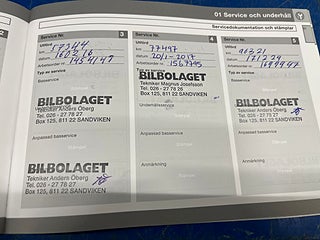 01 Service och underhåll
Servicedokumentation och stämplar
2
Service Nr. 3
Utförd
km
datum
Arbetsorder nr
Typ av service
Basservice
BILBOLAGET
Tekniker Anders Öberg
Tel. 026 - 27 78 27
Box 125, 811 22 SANDVIKEN
Anpassad basservice
BILBOLAGET
Tekniker Anders Öberg
Tel. 026 - 27 78 27
Box 125, 811 22 SANDVIKEN
Service Nr. 4
Utförd
km 77497
datum 20/1-2017
Arbetsorder nr
Typ av service
BILBOLAGET
Tekniker Magnus Josefsson
Tel. 026 - 27 78 26
Box 125, 811 22 SANDVIKEN
Underhållsservice
Anpassad basservice
Anmärkning
Service Nr. 5
Utförd
km
datum
Arbetsorder nr
Typ av service
Basservice
BILBOLAGET
Tekniker Anders Öberg
Tel. 026 - 27 78 27
Box 125, 811 22 SANDVIKEN
Anpassad basservice
Anmärkning